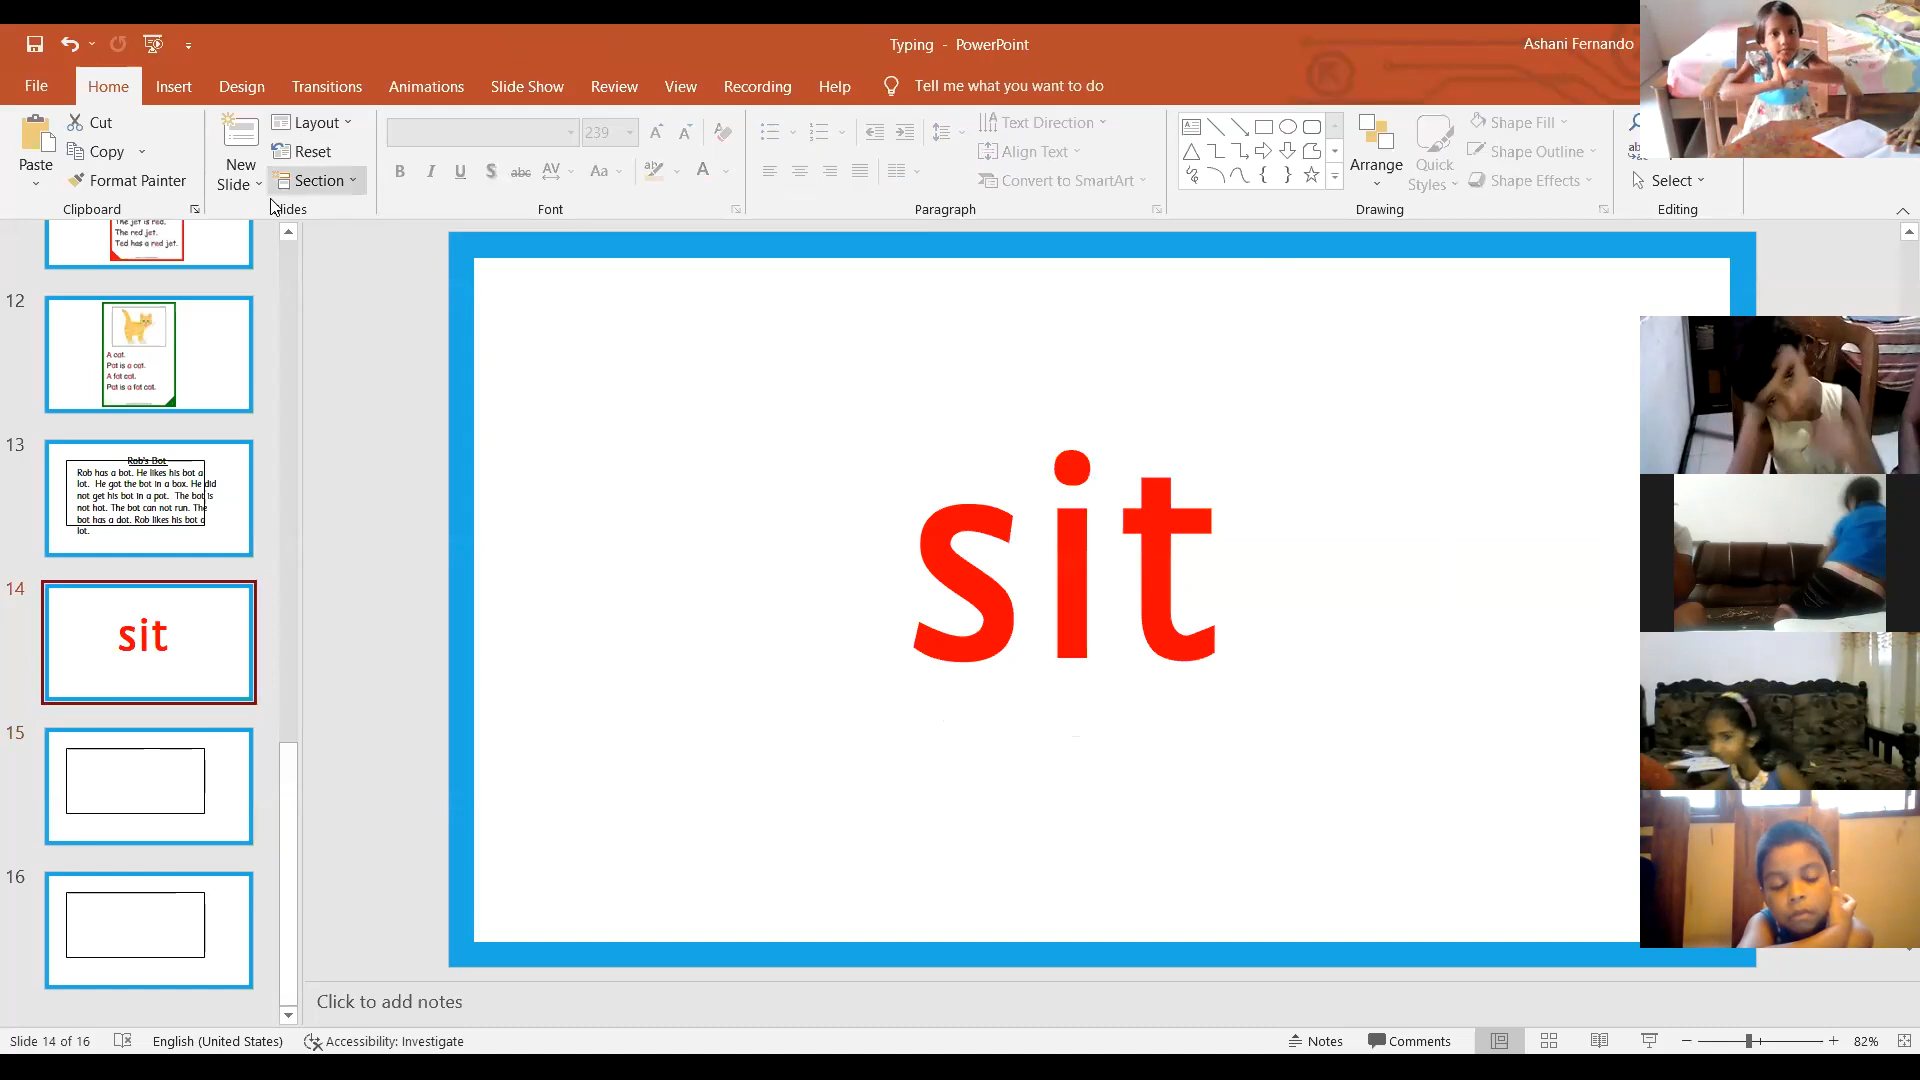 Typing - PowerPoint
Ashani Fernando
File Home Insert Design Transitions Animations Slide Show Review View Recording Help Tell me what you want to do
Paste
Cut
Copy
Format Painter
Clipboard
New Slide
Layout
Reset
Section
Slides
239
Font
Text Direction
Align Text
Convert to SmartArt
Paragraph
Arrange
Quick Styles
Shape Fill
Shape Outline
Shape Effects
Drawing
Select
Editing
The jet is red.
The red jet.
Ted has a red jet.
12
A cat.
Pat is a cat.
A fat cat.
Pat is a fat cat.
13
Rob's Bot
Rob has a bot. He likes his bot a
lot. He got the bot in a box. He did
not get his bot in a pot. The bot is
not hot. The bot can not run. The
bot has a dot. Rob likes his bot a
lot.
14
sit
15
16
sit
Click to add notes
Slide 14 of 16 English (United States) Accessibility: Investigate Notes Comments 82%